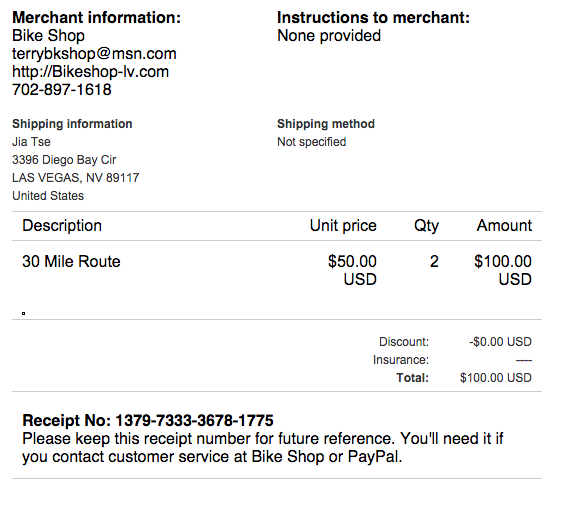 Merchant information:
Bike Shop
terrybkshop@msn.com
http://Bikeshop-lv.com
702-897-1618
Instructions to merchant:
None provided
Shipping information
Jia Tse
3396 Diego Bay Cir
LAS VEGAS, NV 89117
United States
Shipping method
Not specified
Description Unit price Qty Amount
30 Mile Route $50.00 2 $100.00
USD USD
Discount: -$0.00 USD
Insurance: ----
Total: $100.00 USD
Receipt No: 1379-7333-3678-1775
Please keep this receipt number for future reference. You'll need it if
you contact customer service at Bike Shop or PayPal.